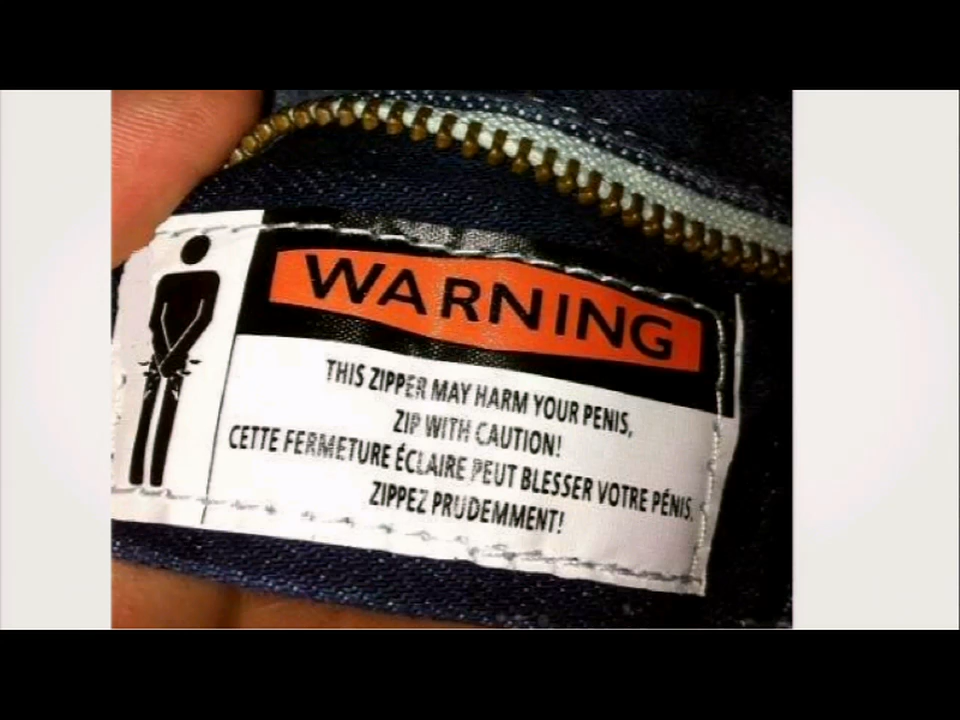 WARNING
THIS ZIPPER MAY HARM YOUR PENIS,
ZIP WITH CAUTION!
CETTE FERMETURE ÉCLAIRE PEUT BLESSER VOTRE PÉNIS,
ZIPPEZ PRUDEMMENT!